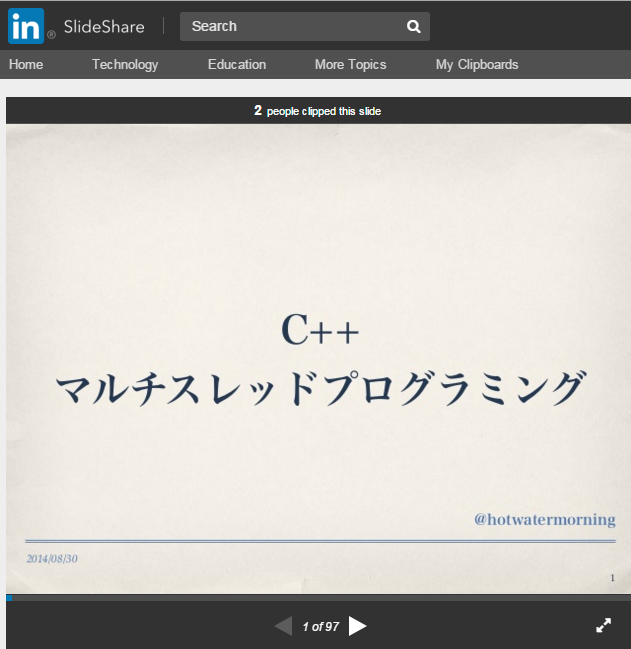 in® SlideShare Search
Home Technology Education More Topics My Clipboards
2 people clipped this slide
C++
マルチスレッドプログラミング
@hotwatermorning
2014/08/30
1
1 of 97